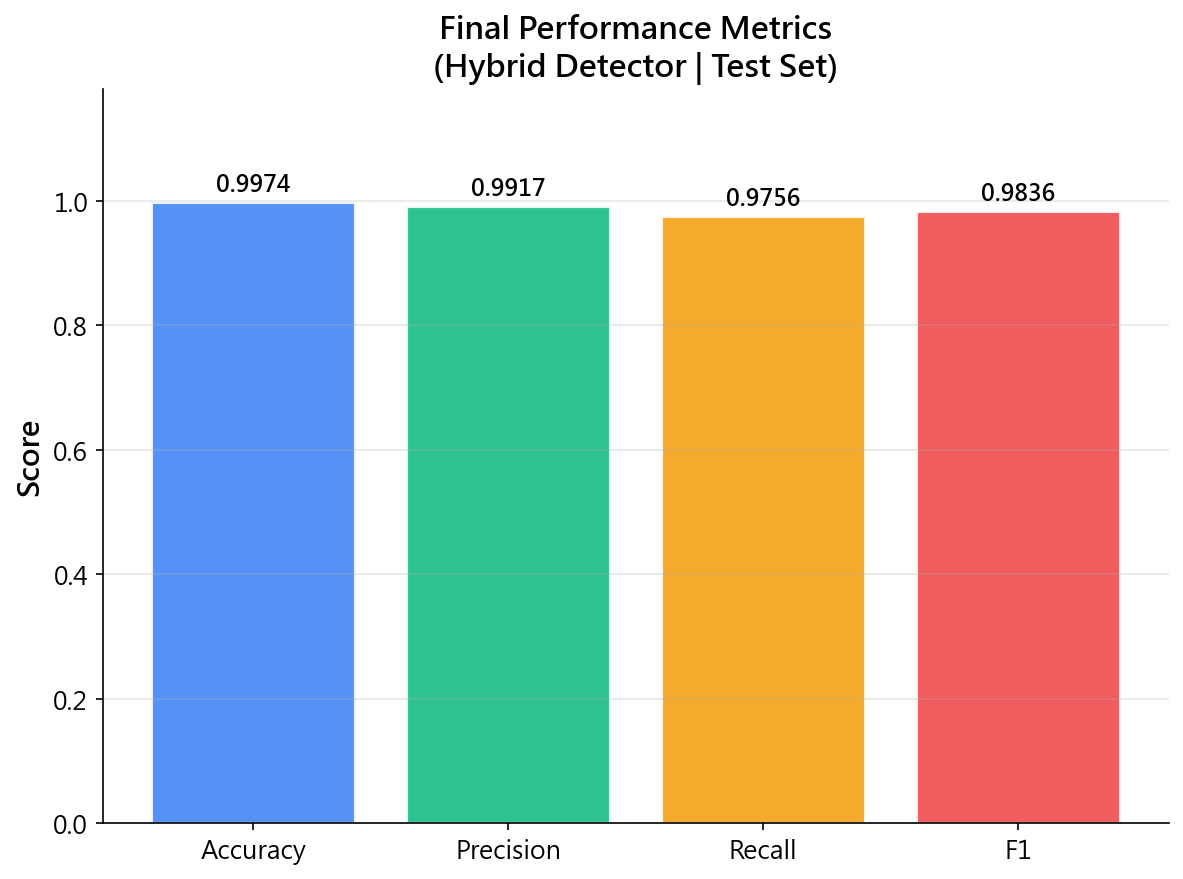 Final Performance Metrics
(Hybrid Detector | Test Set)
Score
1.0
0.8
0.6
0.4
0.2
0.0
0.9974
0.9917
0.9756
0.9836
Accuracy
Precision
Recall
F1